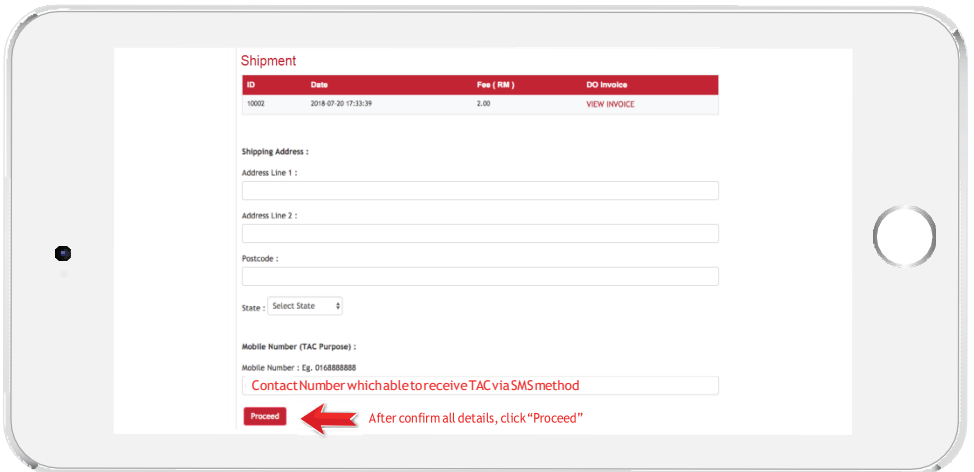 Shipment
ID Date Fee ( RM ) DO Invoice
10002 2018-07-20 17:33:39 2.00 VIEW INVOICE
Shipping Address :
Address Line 1 :
Address Line 2 :
Postcode :
State : Select State
Mobile Number (TAC Purpose) :
Mobile Number : Eg. 0168888888
Contact Number which able to receive TAC via SMS method
Proceed After confirm all details, click “Proceed”